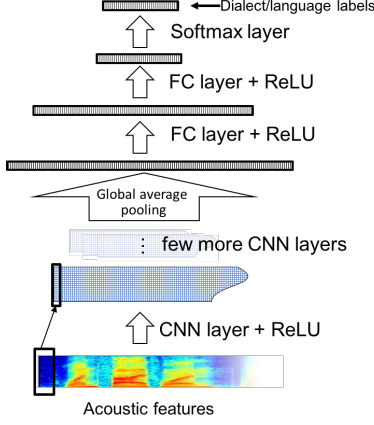 Dialect/language labels
Softmax layer
FC layer + ReLU
FC layer + ReLU
Global average
pooling
few more CNN layers
CNN layer + ReLU
Acoustic features